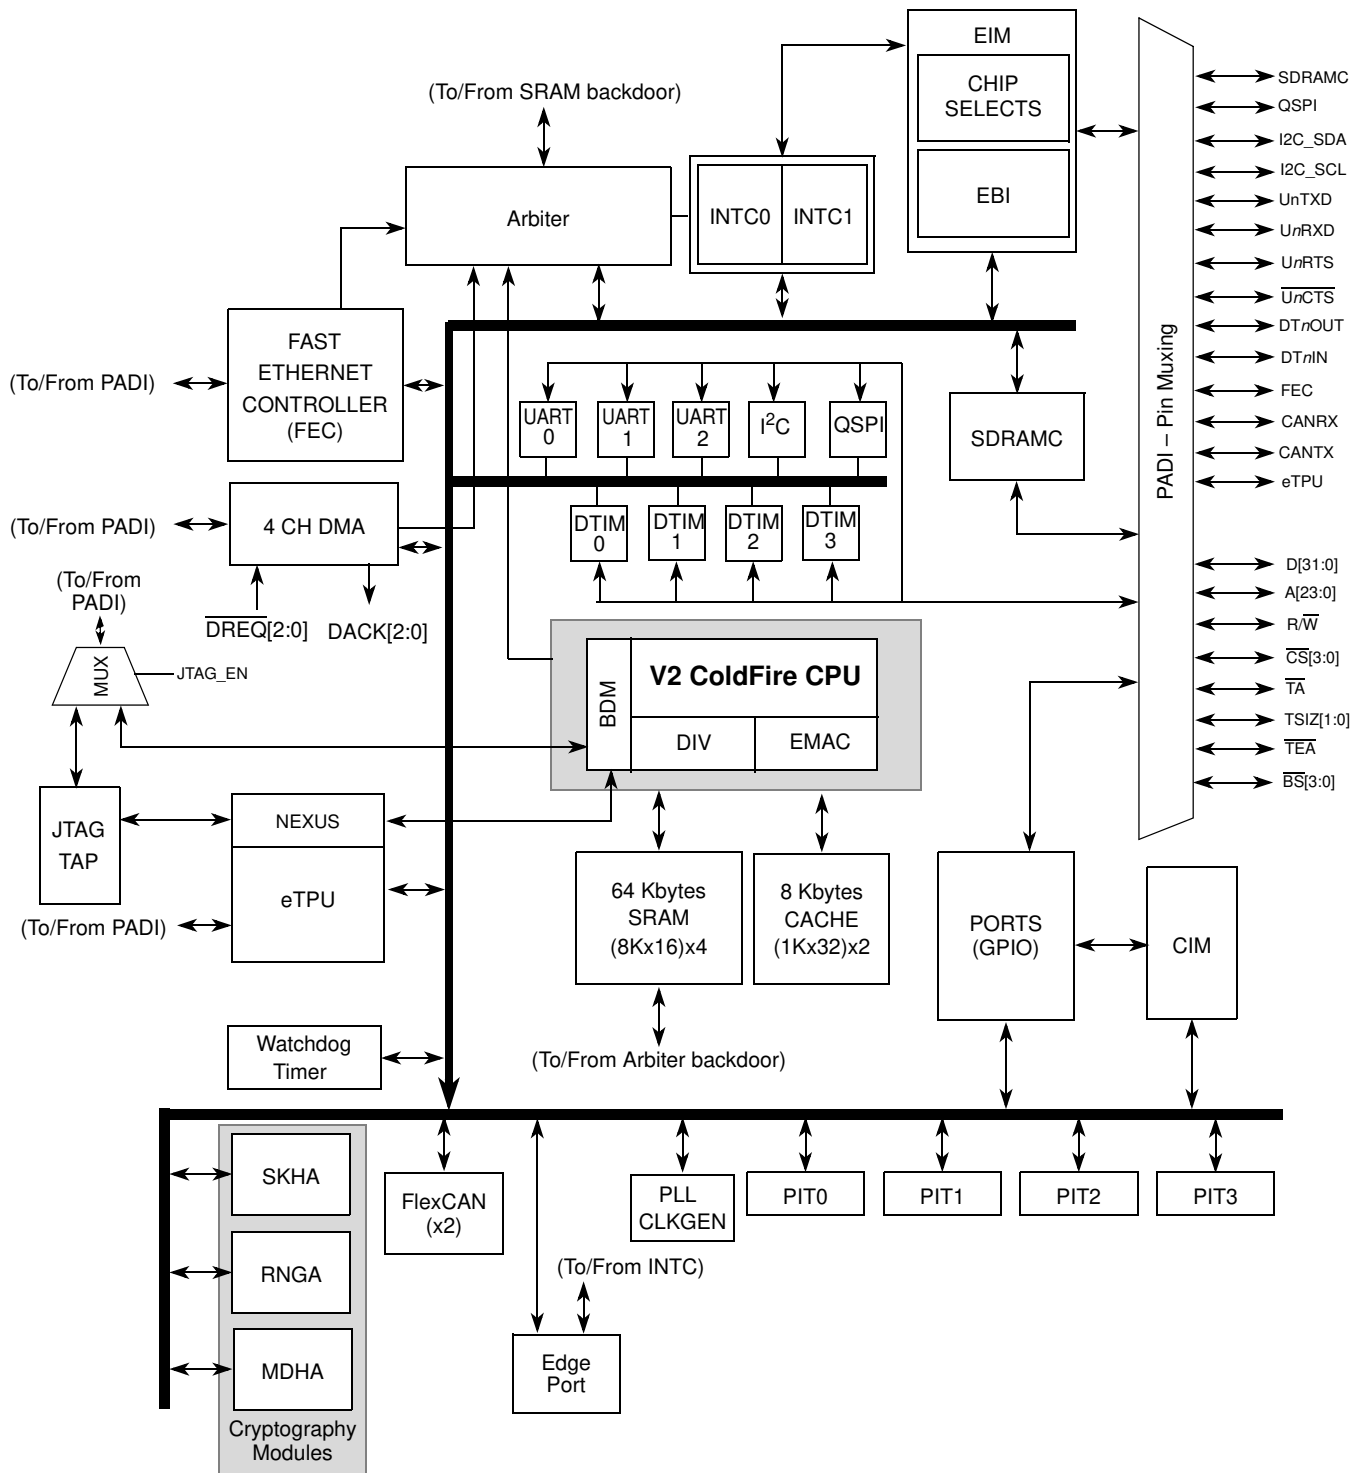 EIM
CHIP
SELECTS
EBI
(To/From SRAM backdoor)
Arbiter
INTC0
INTC1
SDRAMC
QSPI
I2C_SDA
I2C_SCL
UnTXD
UnRXD
UnRTS
UnCTS
DTnOUT
DTnIN
FEC
CANRX
CANTX
eTPU
D[31:0]
A[23:0]
R/W
CS[3:0]
TA
TSIZ[1:0]
TEA
BS[3:0]
PADI – Pin Muxing
FAST
ETHERNET
CONTROLLER
(FEC)
(To/From PADI)
UART
0
UART
1
UART
2
I²C
QSPI
SDRAMC
4 CH DMA
(To/From PADI)
DTIM
0
DTIM
1
DTIM
2
DTIM
3
(To/From
PADI)
DREQ[2:0]
DACK[2:0]
MUX
JTAG_EN
BDM
V2 ColdFire CPU
DIV
EMAC
JTAG
TAP
NEXUS
eTPU
(To/From PADI)
64 Kbytes
SRAM
(8Kx16)x4
8 Kbytes
CACHE
(1Kx32)x2
PORTS
(GPIO)
CIM
Watchdog
Timer
(To/From Arbiter backdoor)
SKHA
RNGA
MDHA
Cryptography
Modules
FlexCAN
(x2)
PLL
CLKGEN
PIT0
PIT1
PIT2
PIT3
(To/From INTC)
Edge
Port